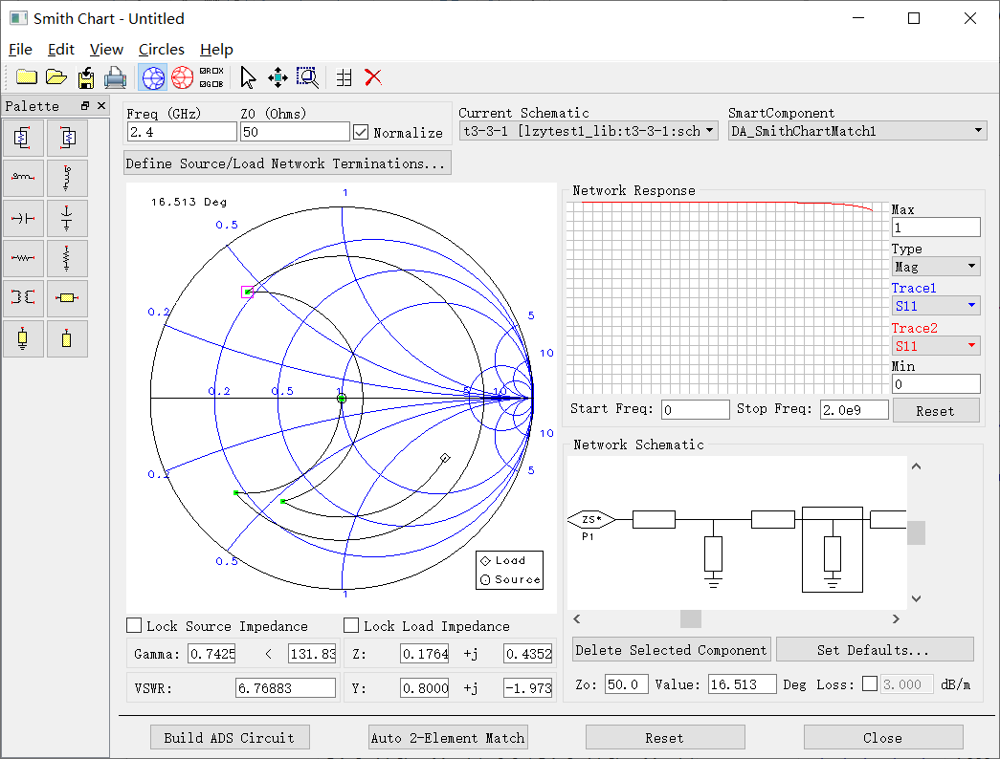 Smith Chart - Untitled
File Edit View Circles Help
Palette
Freq (GHz) Z0 (Ohms)
2.4 50 Normalize
Current Schematic
t3-3-1 [lzytest1_lib:t3-3-1:sch
SmartComponent
DA_SmithChartMatch1
Define Source/Load Network Terminations...
16.513 Deg
1
0.5
0.2
5
10
0.2 0.5 1 5 10
10
5
0.2
0.5
1
Load
Source
Network Response
Max
1
Type
Mag
Trace1
S11
Trace2
S11
Min
0
Start Freq: 0 Stop Freq: 2.0e9 Reset
Network Schematic
ZS*
P1
Delete Selected Component Set Defaults...
Zo: 50.0 Value: 16.513 Deg Loss: 3.000 dB/m
Lock Source Impedance Lock Load Impedance
Gamma: 0.7425 < 131.83 Z: 0.1764 +j 0.4352
VSWR: 6.76883 Y: 0.8000 +j -1.973
Build ADS Circuit Auto 2-Element Match Reset Close